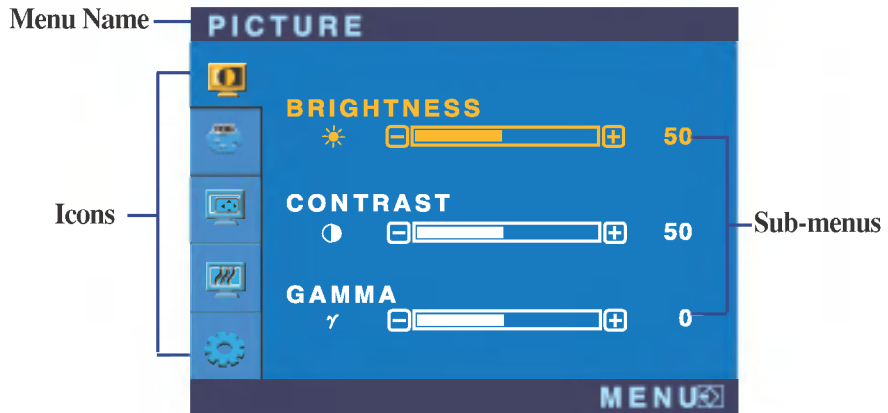 Menu Name
PICTURE
BRIGHTNESS
50
CONTRAST
50
GAMMA
γ
0
Icons
Sub-menus
MENU